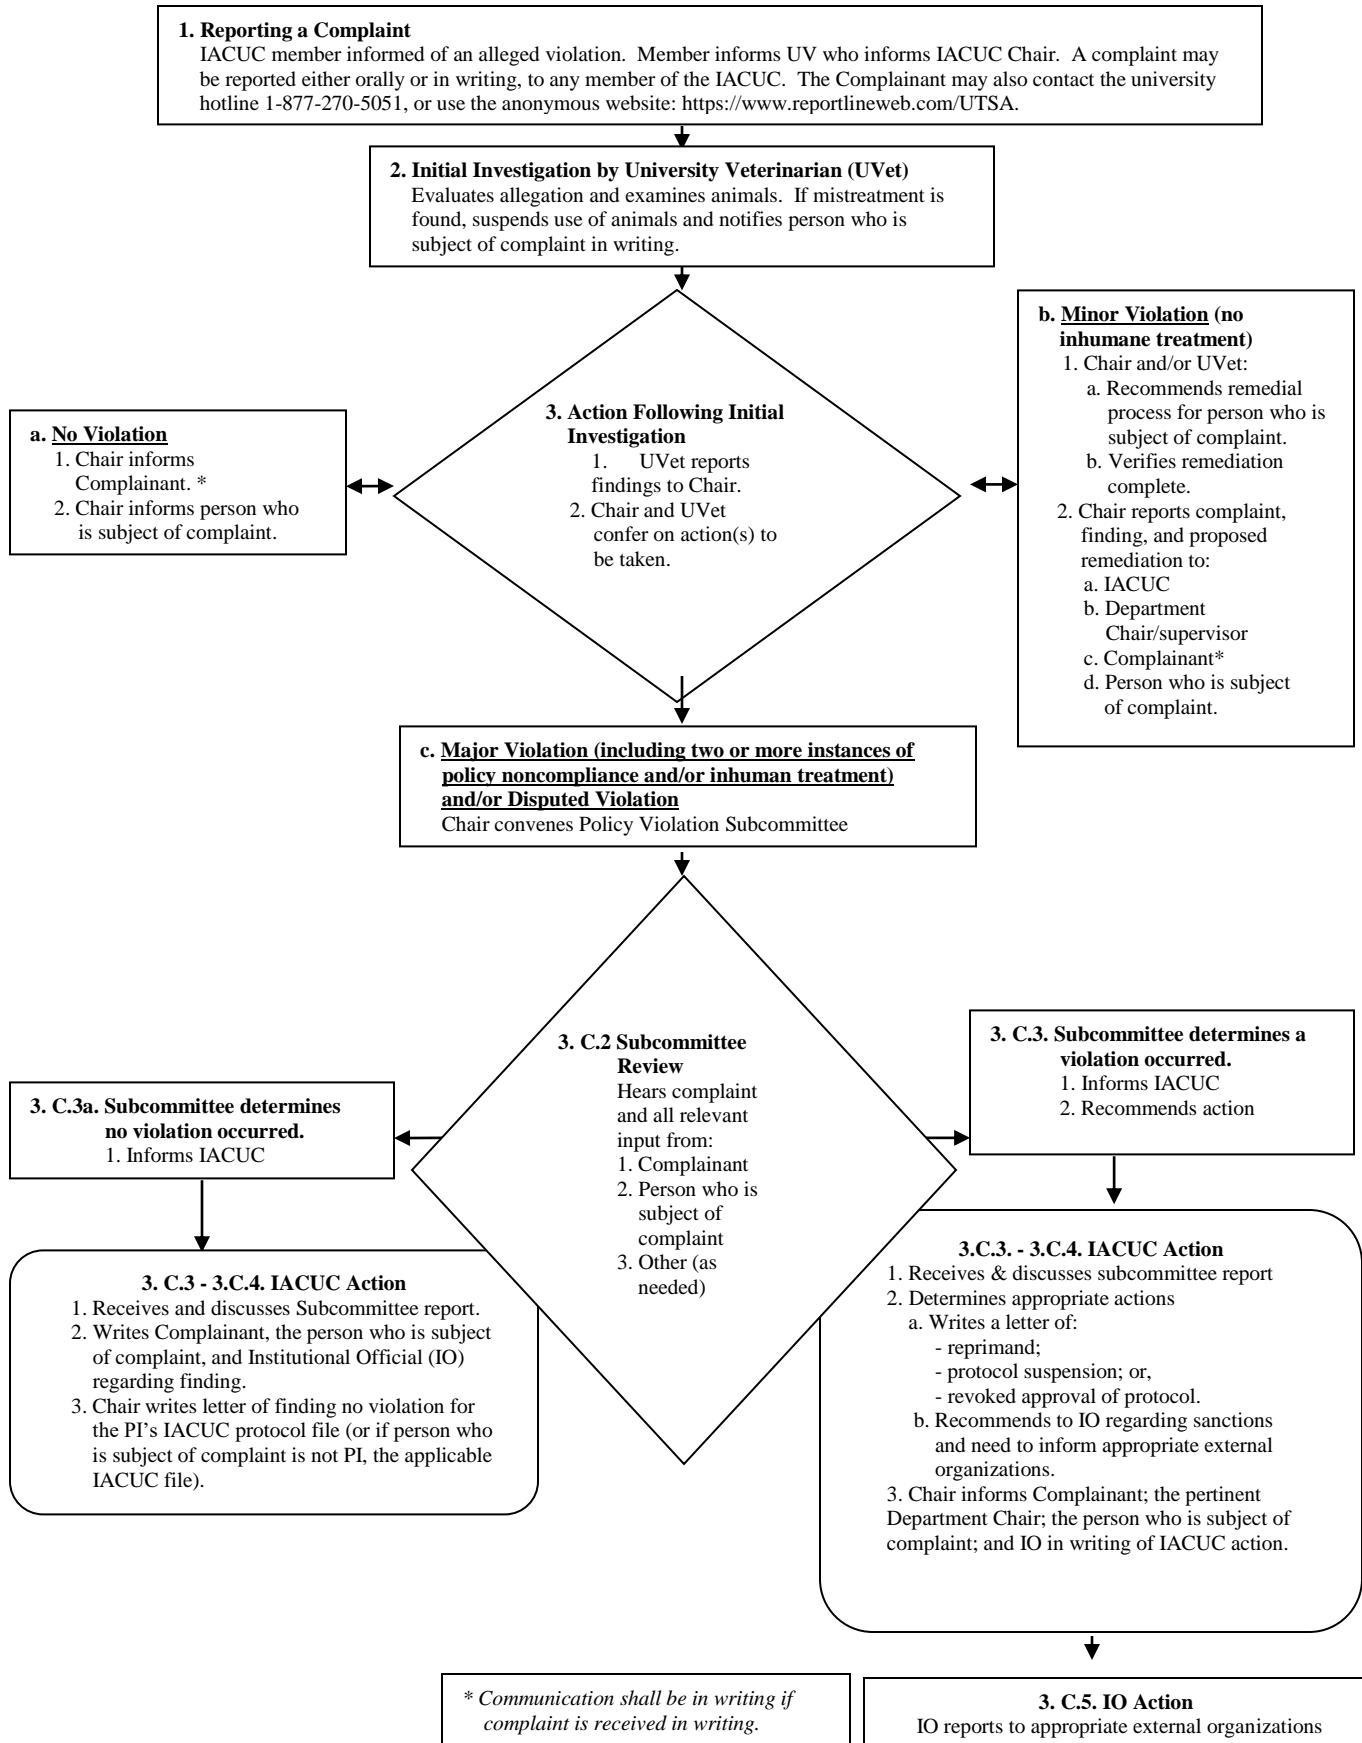 1. Reporting a Complaint
IACUC member informed of an alleged violation. Member informs UV who informs IACUC Chair. A complaint may
be reported either orally or in writing, to any member of the IACUC. The Complainant may also contact the university
hotline 1-877-270-5051, or use the anonymous website: https://www.reportlineweb.com/UTSA.
2. Initial Investigation by University Veterinarian (UVet)
Evaluates allegation and examines animals. If mistreatment is
found, suspends use of animals and notifies person who is
subject of complaint in writing.
3. Action Following Initial
Investigation
1. UVet reports
findings to Chair.
2. Chair and UVet
confer on action(s) to
be taken.
a. No Violation
1. Chair informs
Complainant. *
2. Chair informs person who
is subject of complaint.
b. Minor Violation (no
inhumane treatment)
1. Chair and/or UVet:
a. Recommends remedial
process for person who is
subject of complaint.
b. Verifies remediation
complete.
2. Chair reports complaint,
finding, and proposed
remediation to:
a. IACUC
b. Department
Chair/supervisor
c. Complainant*
d. Person who is subject
of complaint.
c. Major Violation (including two or more instances of
policy noncompliance and/or inhuman treatment)
and/or Disputed Violation
Chair convenes Policy Violation Subcommittee
3. C.2 Subcommittee
Review
Hears complaint
and all relevant
input from:
1. Complainant
2. Person who is
subject of
complaint
3. Other (as
needed)
3. C.3a. Subcommittee determines
no violation occurred.
1. Informs IACUC
3. C.3. Subcommittee determines a
violation occurred.
1. Informs IACUC
2. Recommends action
3. C.3 - 3.C.4. IACUC Action
1. Receives and discusses Subcommittee report.
2. Writes Complainant, the person who is subject
of complaint, and Institutional Official (IO)
regarding finding.
3. Chair writes letter of finding no violation for
the PI's IACUC protocol file (or if person who
is subject of complaint is not PI, the applicable
IACUC file).
3.C.3. - 3.C.4. IACUC Action
1. Receives & discusses subcommittee report
2. Determines appropriate actions
a. Writes a letter of:
- reprimand;
- protocol suspension; or,
- revoked approval of protocol.
b. Recommends to IO regarding sanctions
and need to inform appropriate external
organizations.
3. Chair informs Complainant; the pertinent
Department Chair; the person who is subject of
complaint; and IO in writing of IACUC action.
* Communication shall be in writing if
complaint is received in writing.
3. C.5. IO Action
IO reports to appropriate external organizations